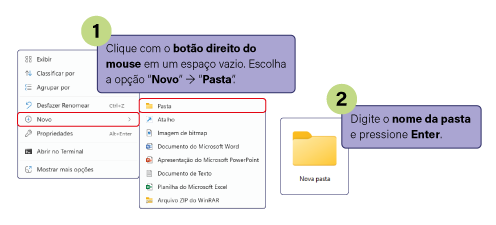 1
Clique com o botão direito do
mouse em um espaço vazio. Escolha
a opção “Novo” → “Pasta”.
Exibir
Classificar por
Agrupar por
Desfazer Renomear Ctrl+Z
Novo
Propriedades Alt+Enter
Abrir no Terminal
Mostrar mais opções
Pasta
Atalho
Imagem de bitmap
Documento do Microsoft Word
Apresentação do Microsoft PowerPoint
Documento de Texto
Planilha do Microsoft Excel
Arquivo ZIP do WinRAR
2
Digite o nome da pasta
e pressione Enter.
Nova pasta